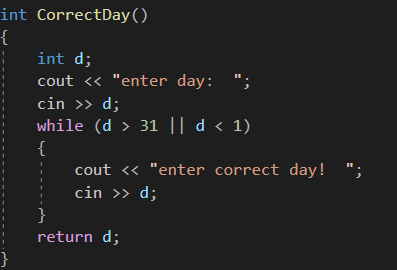 int CorrectDay()
{
    int d;
    cout << "enter day:  ";
    cin >> d;
    while (d > 31 || d < 1)
    {
        cout << "enter correct day!  ";
        cin >> d;
    }
    return d;
}